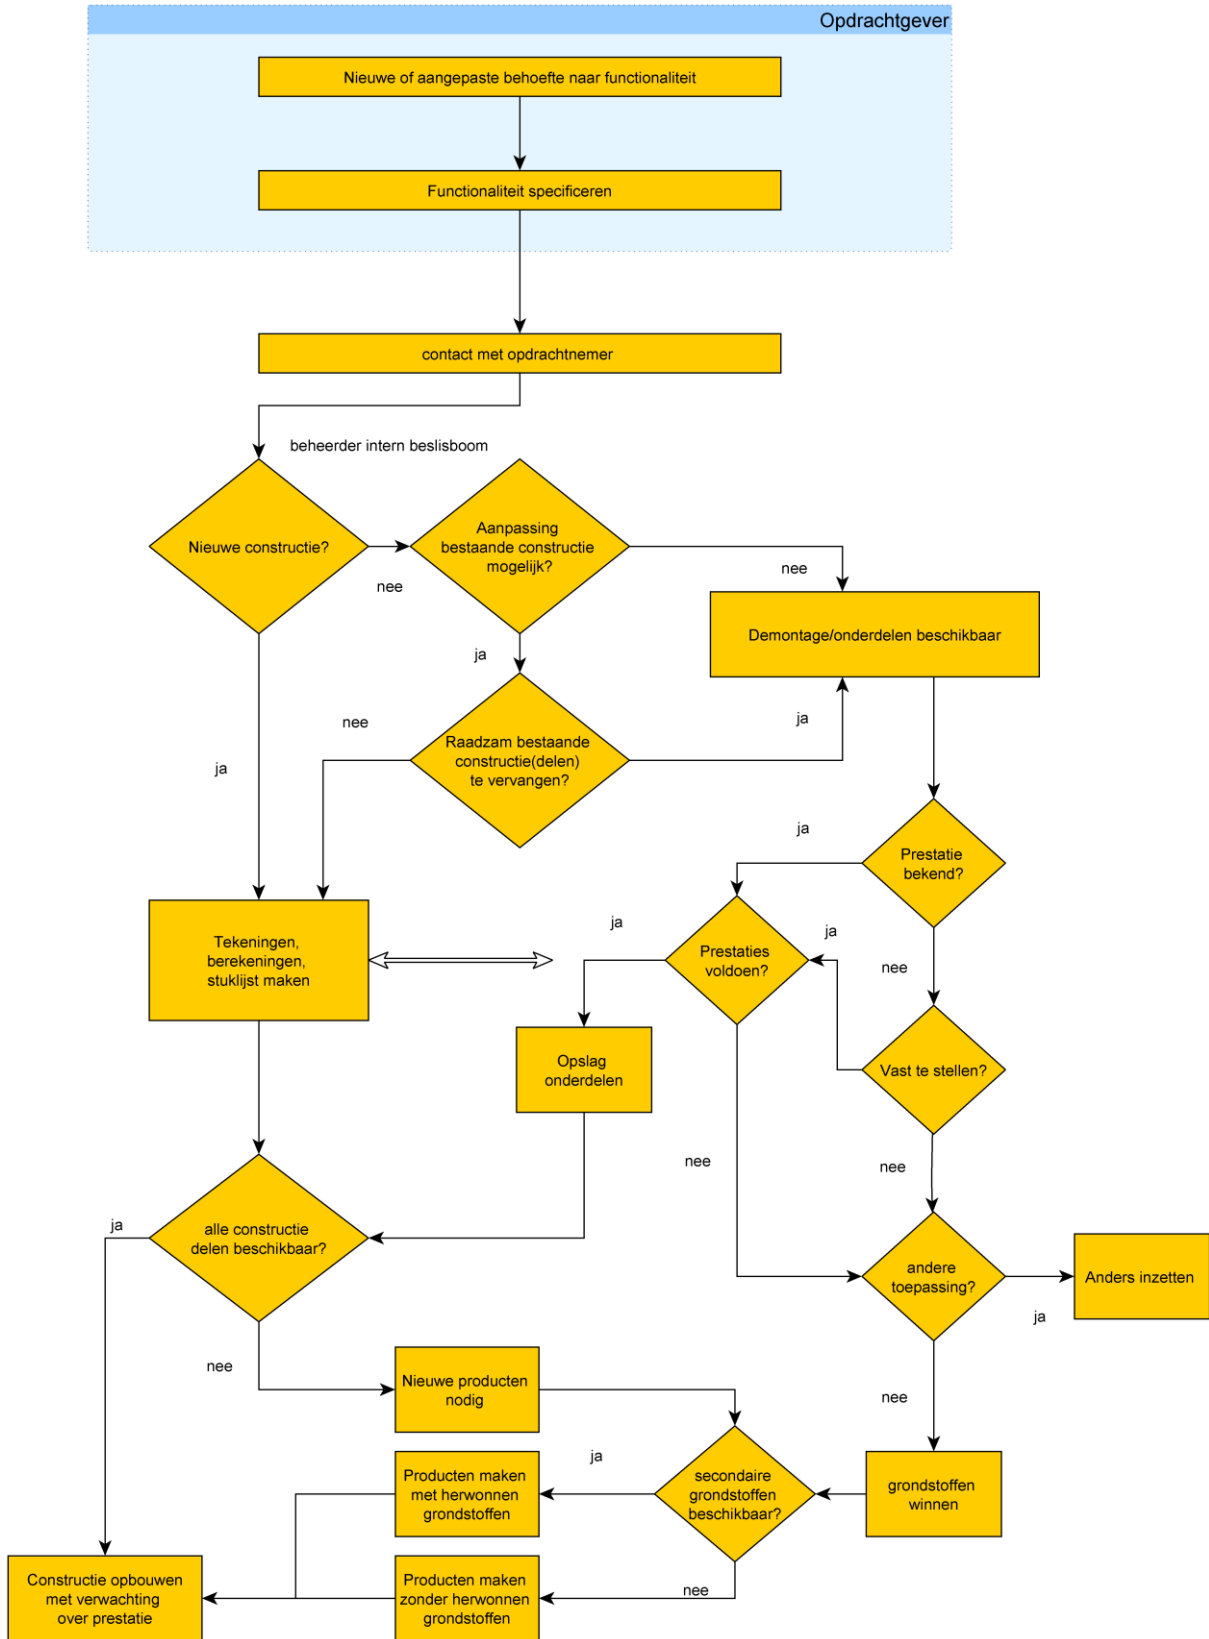 Opdrachtgever
Nieuwe of aangepaste behoefte naar functionaliteit
Functionaliteit specificeren
contact met opdrachtnemer
beheerder intern beslisboom
Nieuwe constructie?
nee
Aanpassing
bestaande constructie
mogelijk?
nee
Demontage/onderdelen beschikbaar
ja
nee
Raadzam bestaande
constructie(delen)
te vervangen?
ja
ja
ja
Prestatie
bekend?
Tekeningen,
berekeningen,
stuklijst maken
ja
Prestaties
voldoen?
ja
nee
Opslag
onderdelen
Vast te stellen?
nee
nee
ja
alle constructie
delen beschikbaar?
andere
toepassing?
Anders inzetten
ja
nee
Nieuwe producten
nodig
nee
ja
Producten maken
met herwonnen
grondstoffen
secondaire
grondstoffen
beschikbaar?
grondstoffen
winnen
nee
Constructie opbouwen
met verwachting
over prestatie
Producten maken
zonder herwonnen
grondstoffen